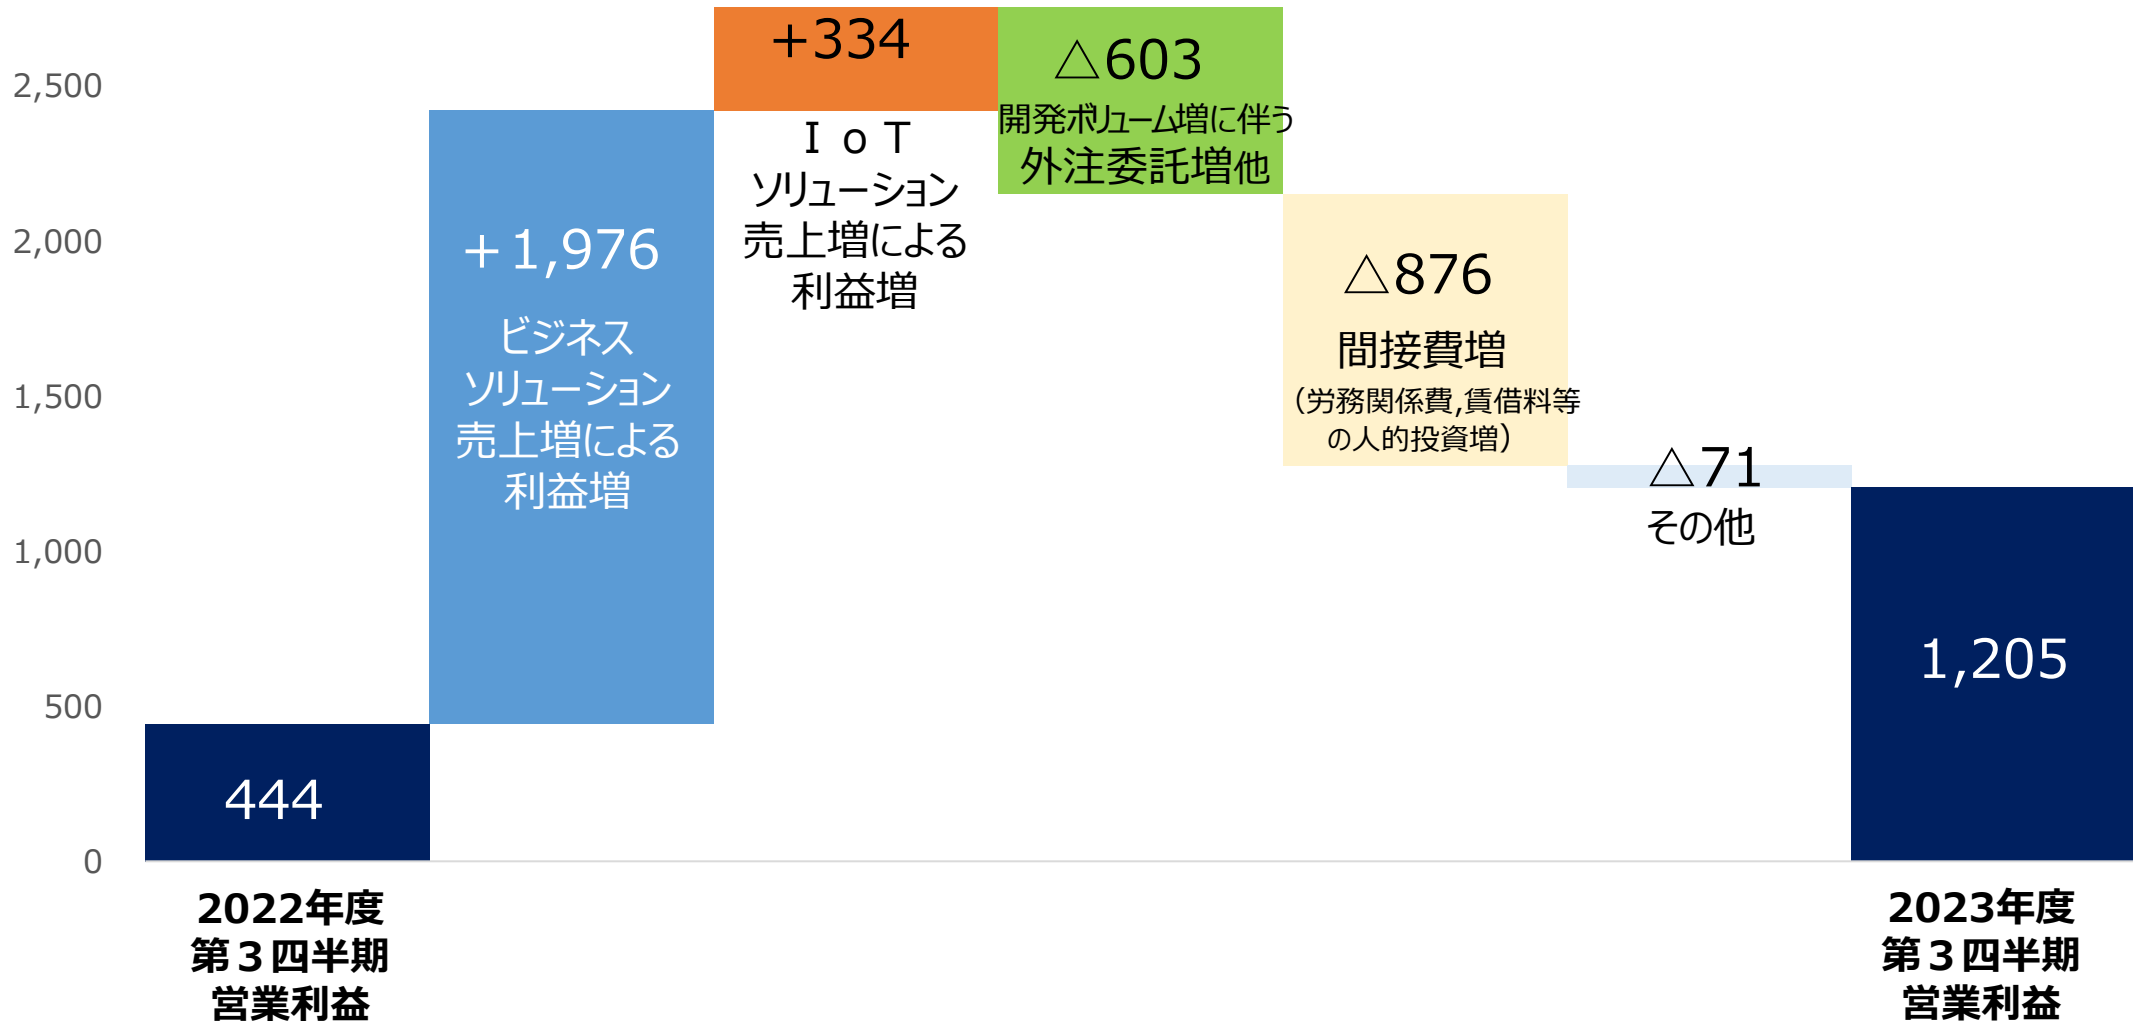 2,500
2,000
1,500
1,000
500
0
444
2022年度
第３四半期
営業利益
＋1,976
ビジネス
ソリューション
売上増による
利益増
+334
ＩｏＴ
ソリューション
売上増による
利益増
△603
開発ボリューム増に伴う
外注委託増他
△876
間接費増
（労務関係費,賃借料等
の人的投資増）
△71
その他
1,205
2023年度
第３四半期
営業利益